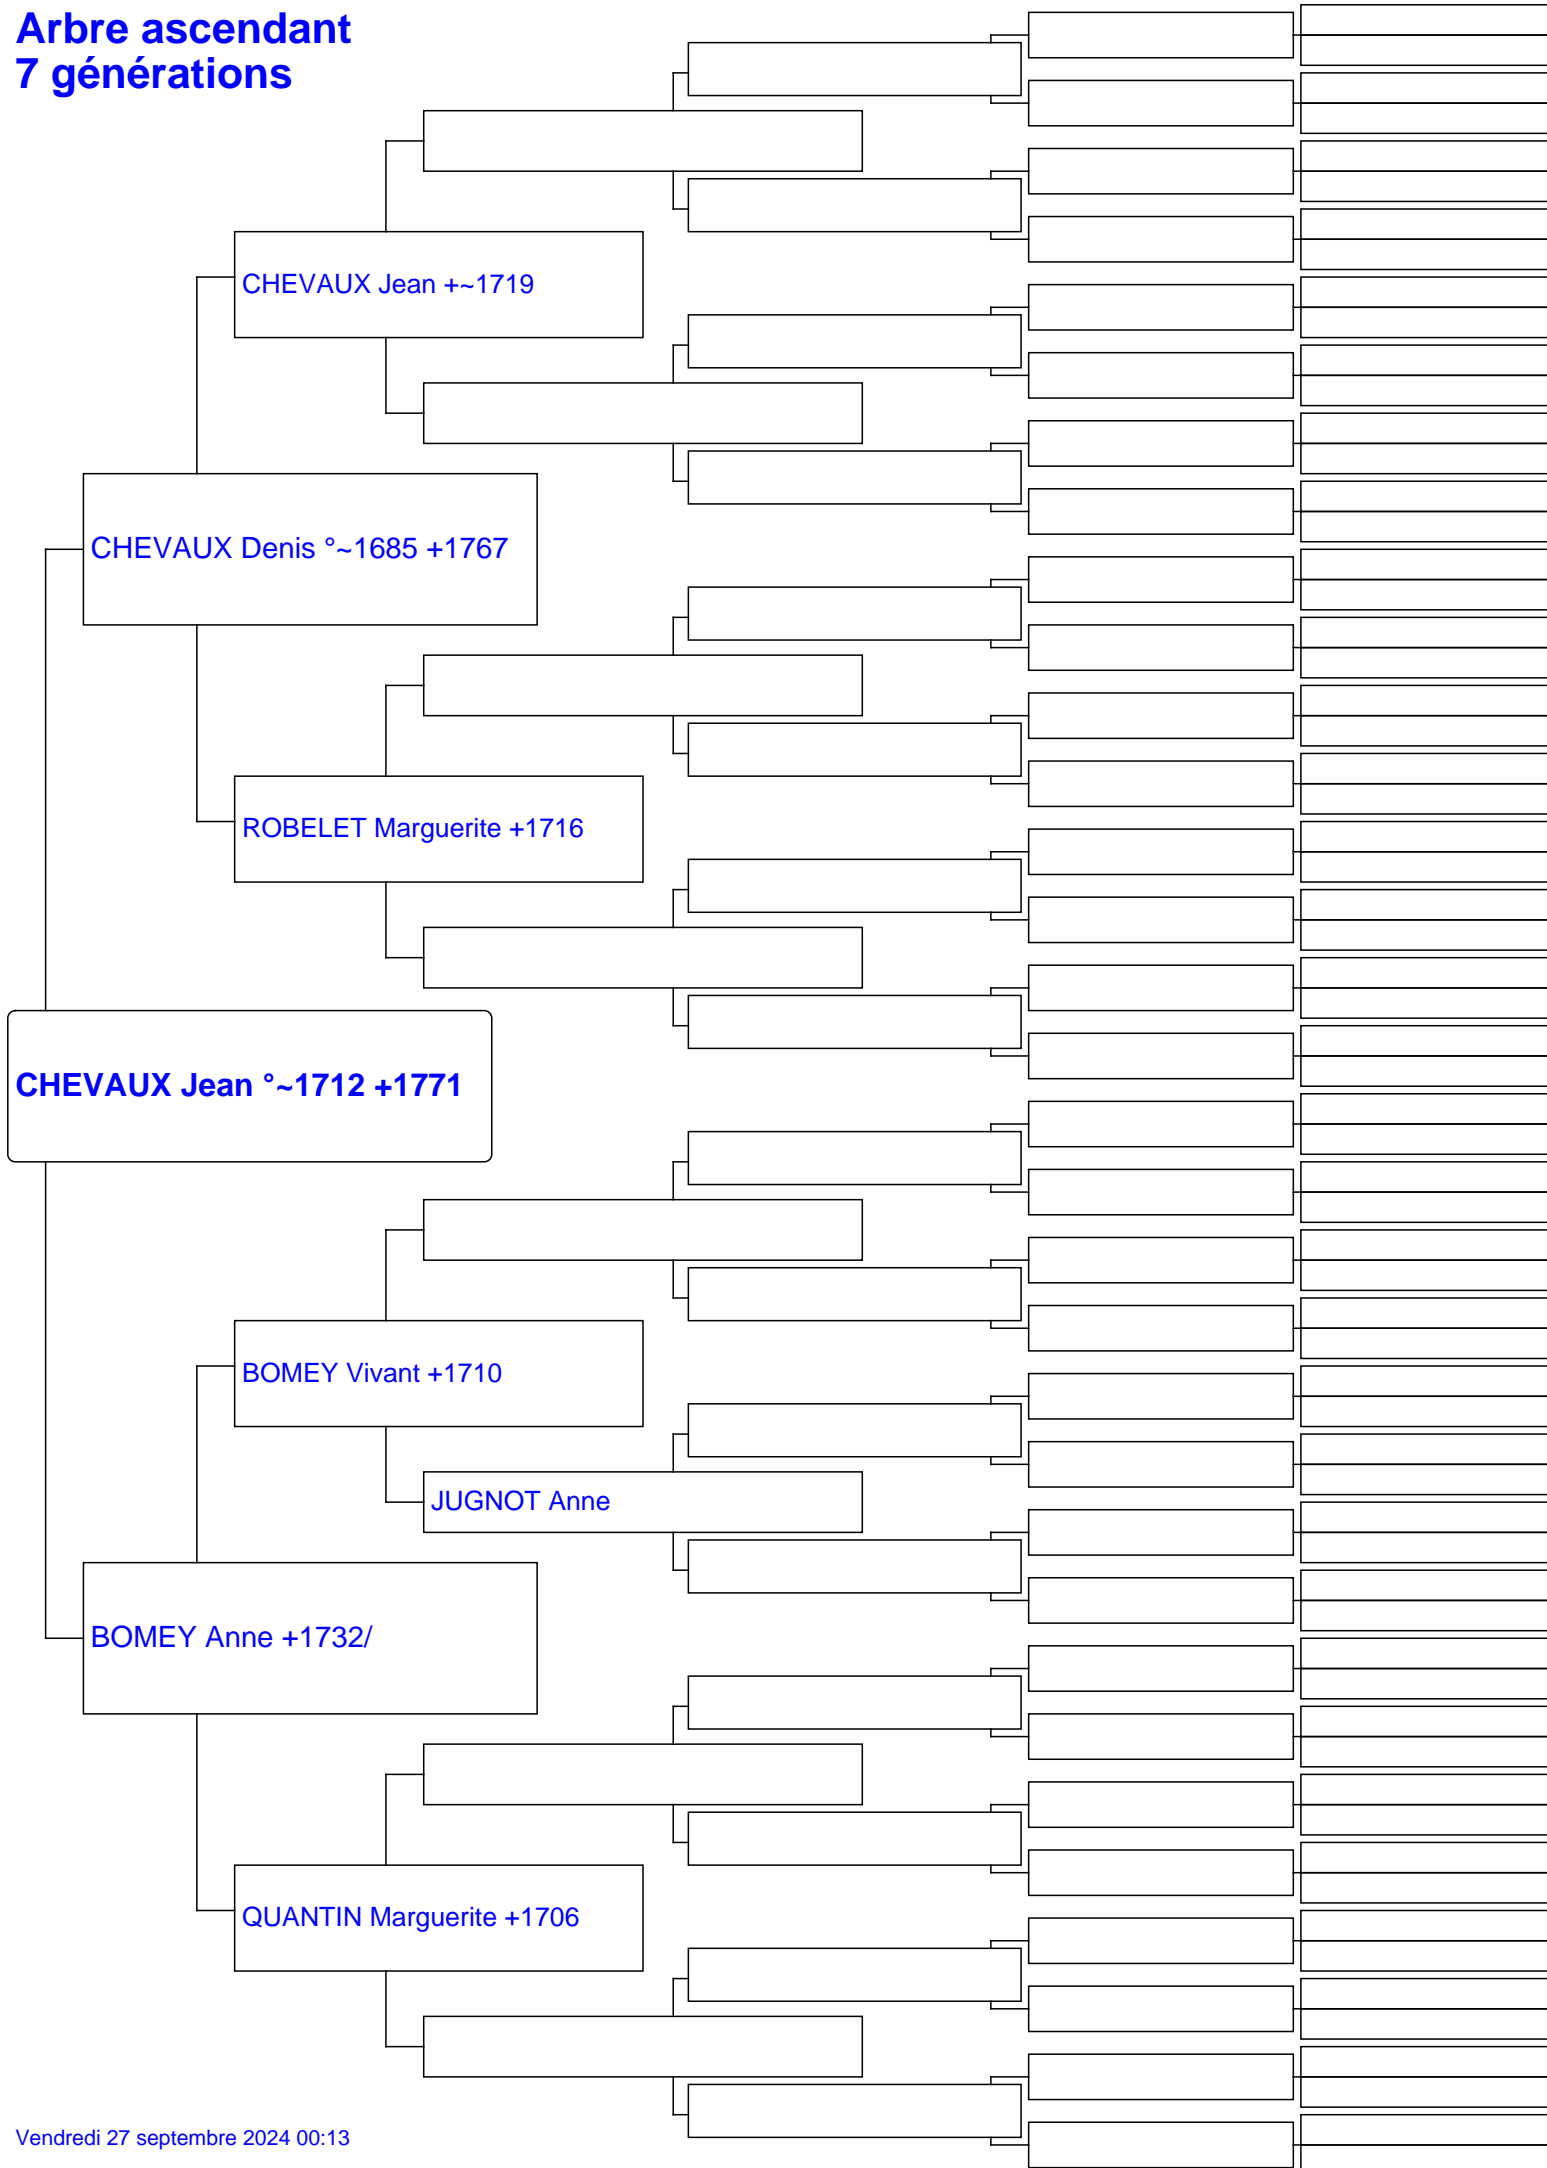 Arbre ascendant
7 générations
CHEVAUX Jean +~1719
CHEVAUX Denis °~1685 +1767
ROBELET Marguerite +1716
CHEVAUX Jean °~1712 +1771
BOMEY Vivant +1710
JUGNOT Anne
BOMEY Anne +1732/
QUANTIN Marguerite +1706
Vendredi 27 septembre 2024 00:13